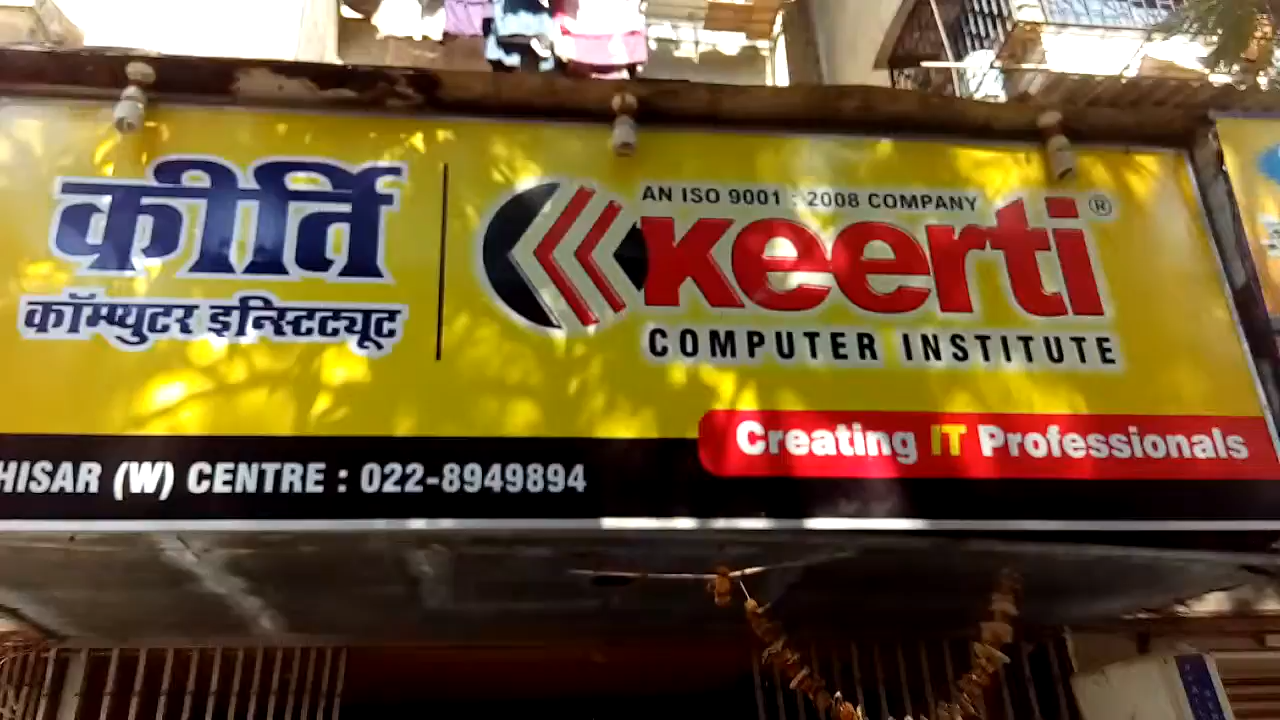 कीर्ति
कॉम्प्युटर इन्स्टिट्यूट
AN ISO 9001 : 2008 COMPANY
keerti®
COMPUTER INSTITUTE
Creating IT Professionals
HISAR (W) CENTRE : 022-8949894